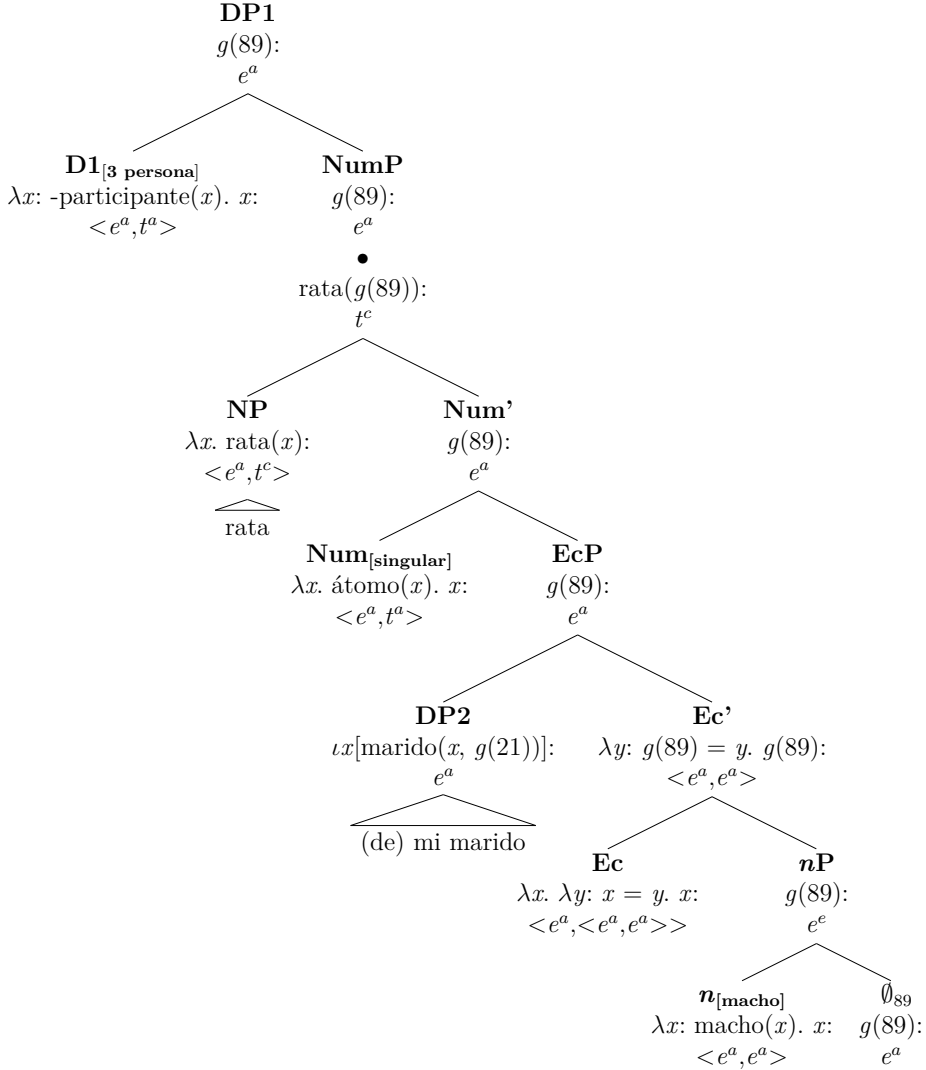 DP1
g(89):
e^a
D1[3 persona] NumP
λx: -participante(x). x: g(89):
<e^a,t^a> e^a
•
rata(g(89)):
t^c
NP Num'
λx. rata(x): g(89):
<e^a,t^c> e^a
rata
Num[singular] EcP
λx. átomo(x). x: g(89):
<e^a,t^a> e^a
DP2 Ec'
ιx[marido(x, g(21))]: λy: g(89) = y. g(89):
e^a <e^a,e^a>
(de) mi marido
Ec nP
λx. λy: x = y. x: g(89):
<e^a,<e^a,e^a>> e^e
n[macho] ∅89
λx: macho(x). x: g(89):
<e^a,e^a> e^a